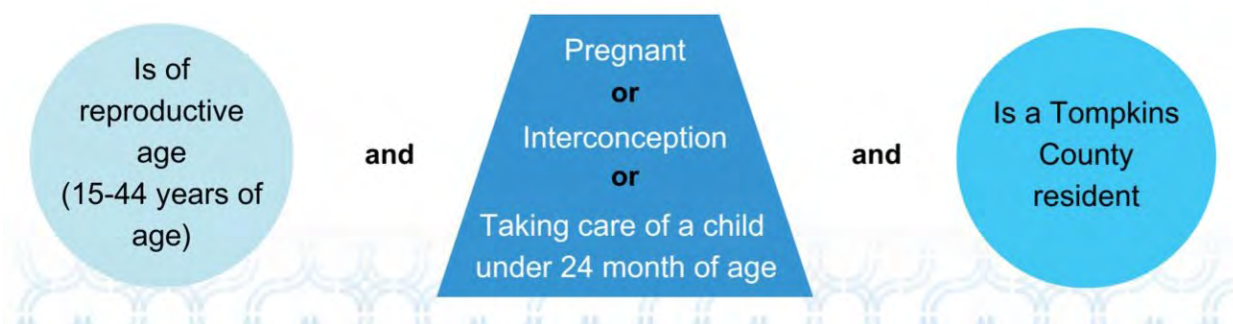 Is of
reproductive
age
(15-44 years of
age)
and
Pregnant
or
Interconception
or
Taking care of a child
under 24 month of age
and
Is a Tompkins
County
resident